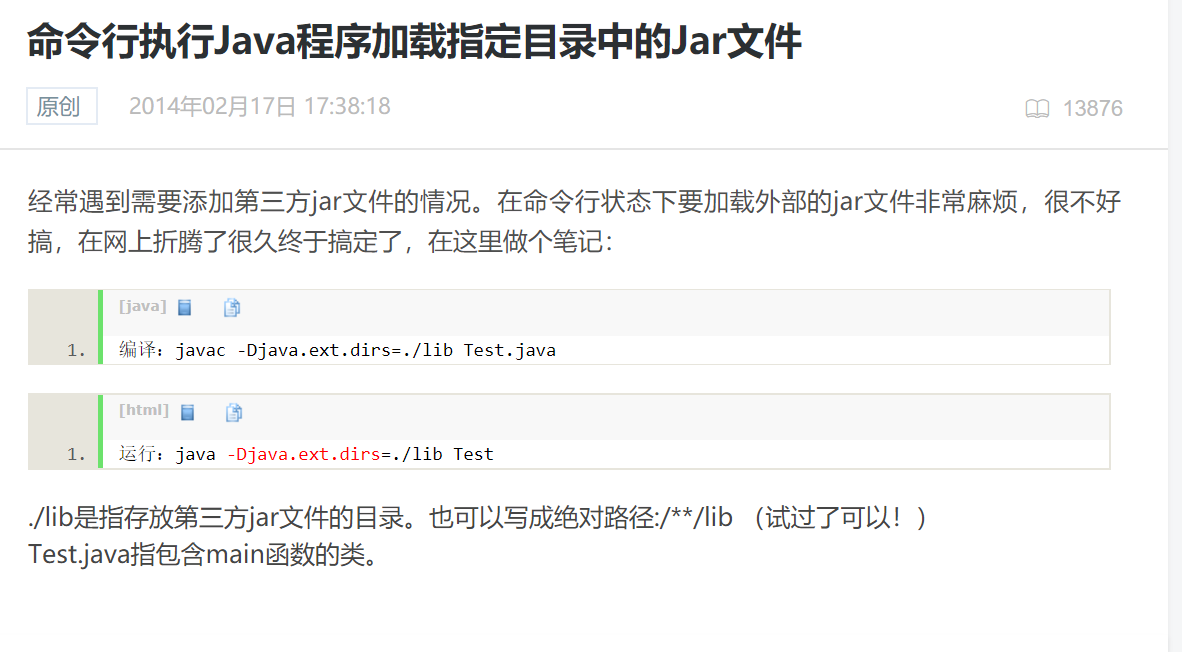 命令行执行Java程序加载指定目录中的Jar文件
原创 2014年02月17日 17:38:18 13876
经常遇到需要添加第三方jar文件的情况。在命令行状态下要加载外部的jar文件非常麻烦，很不好
搞，在网上折腾了很久终于搞定了，在这里做个笔记：
[java]
1. 编译：javac -Djava.ext.dirs=./lib Test.java
[html]
1. 运行：java -Djava.ext.dirs=./lib Test
./lib是指存放第三方jar文件的目录。也可以写成绝对路径:/**/lib （试过了可以！）
Test.java指包含main函数的类。